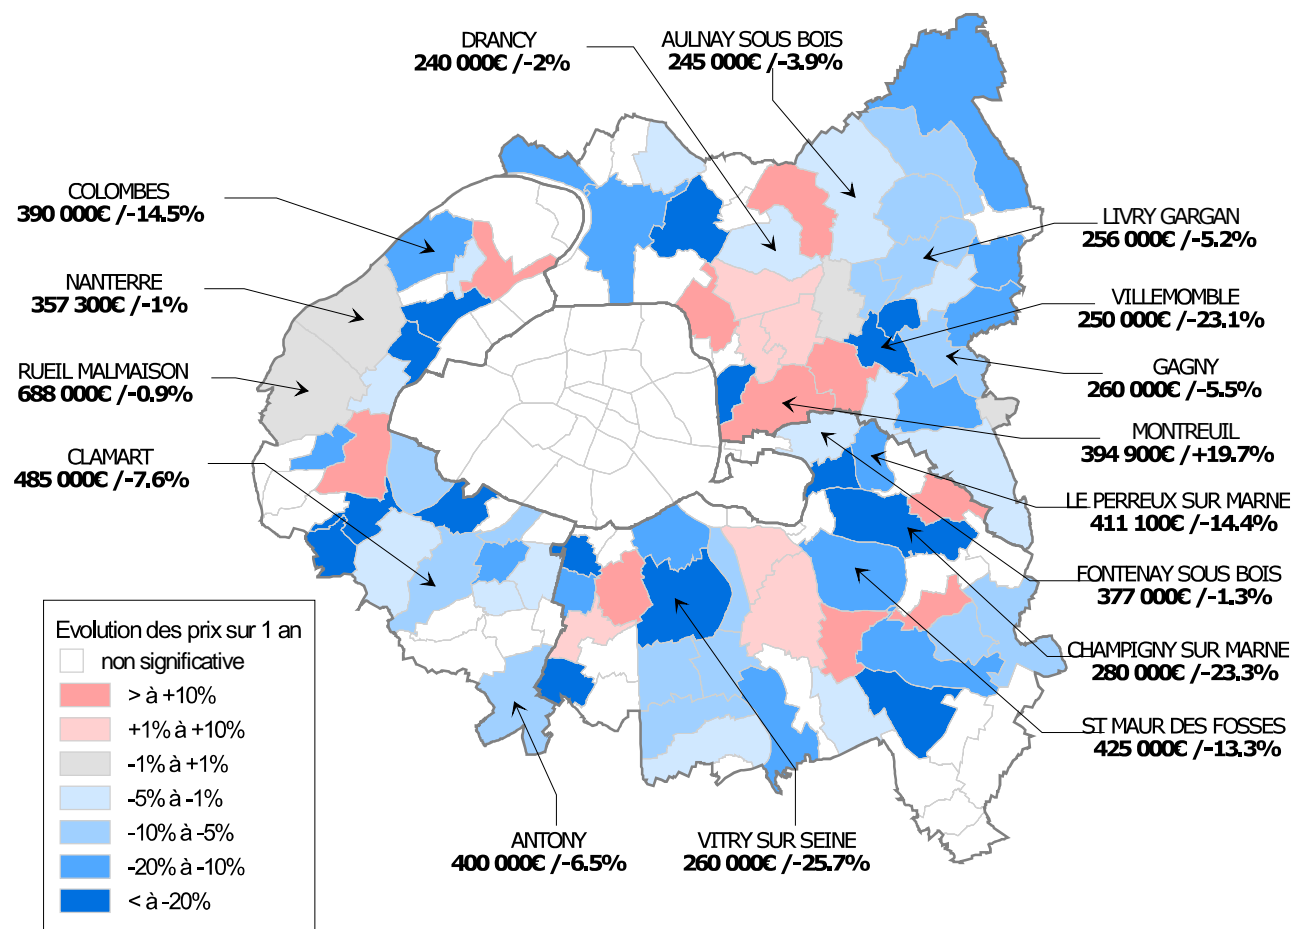 DRANCY
240 000€ /-2%
AULNAY SOUS BOIS
245 000€ /-3.9%
COLOMBES
390 000€ /-14.5%
NANTERRE
357 300€ /-1%
RUEIL MALMAISON
688 000€ /-0.9%
CLAMART
485 000€ /-7.6%
LIVRY GARGAN
256 000€ /-5.2%
VILLEMOMBLE
250 000€ /-23.1%
GAGNY
260 000€ /-5.5%
MONTREUIL
394 900€ /+19.7%
LE PERREUX SUR MARNE
411 100€ /-14.4%
FONTENAY SOUS BOIS
377 000€ /-1.3%
CHAMPIGNY SUR MARNE
280 000€ /-23.3%
ST MAUR DES FOSSES
425 000€ /-13.3%
ANTONY
400 000€ /-6.5%
VITRY SUR SEINE
260 000€ /-25.7%
Evolution des prix sur 1 an
non significative
> à +10%
+1% à +10%
-1% à +1%
-5% à -1%
-10% à -5%
-20% à -10%
< à -20%